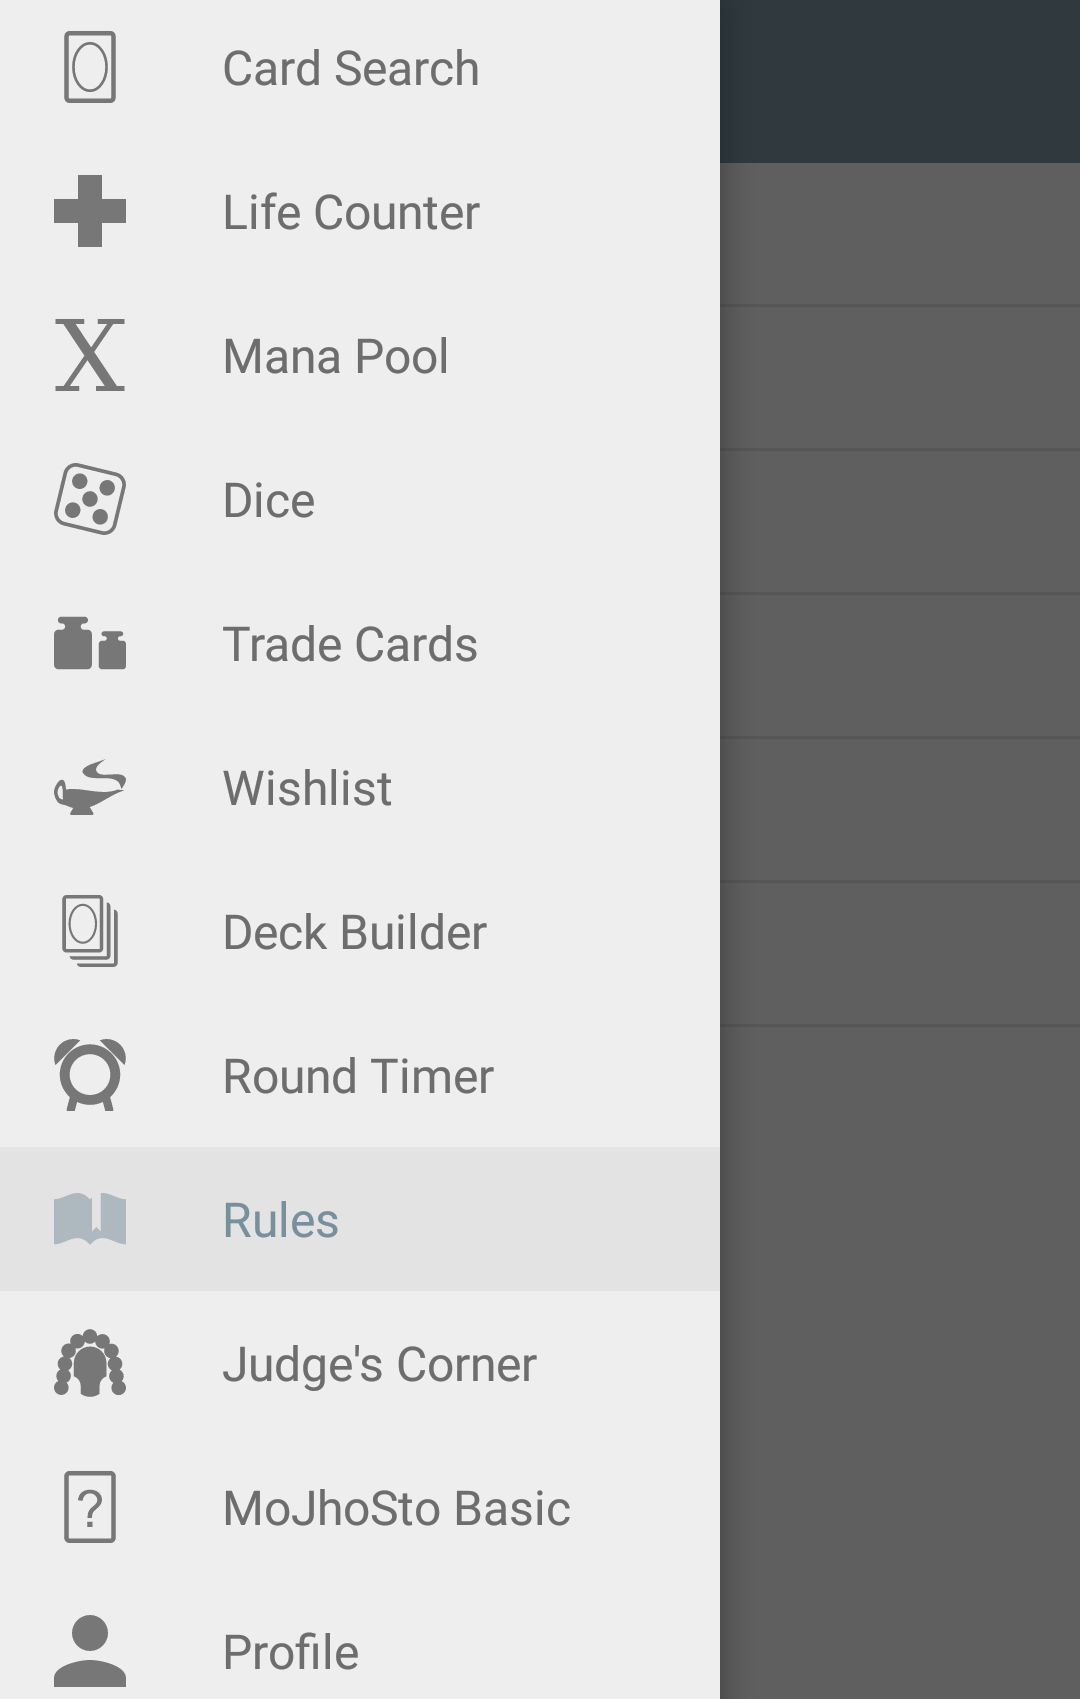 Card Search
Life Counter
X
Mana Pool
Dice
Trade Cards
Wishlist
Deck Builder
Round Timer
Rules
Judge's Corner
?
MoJhoSto Basic
Profile